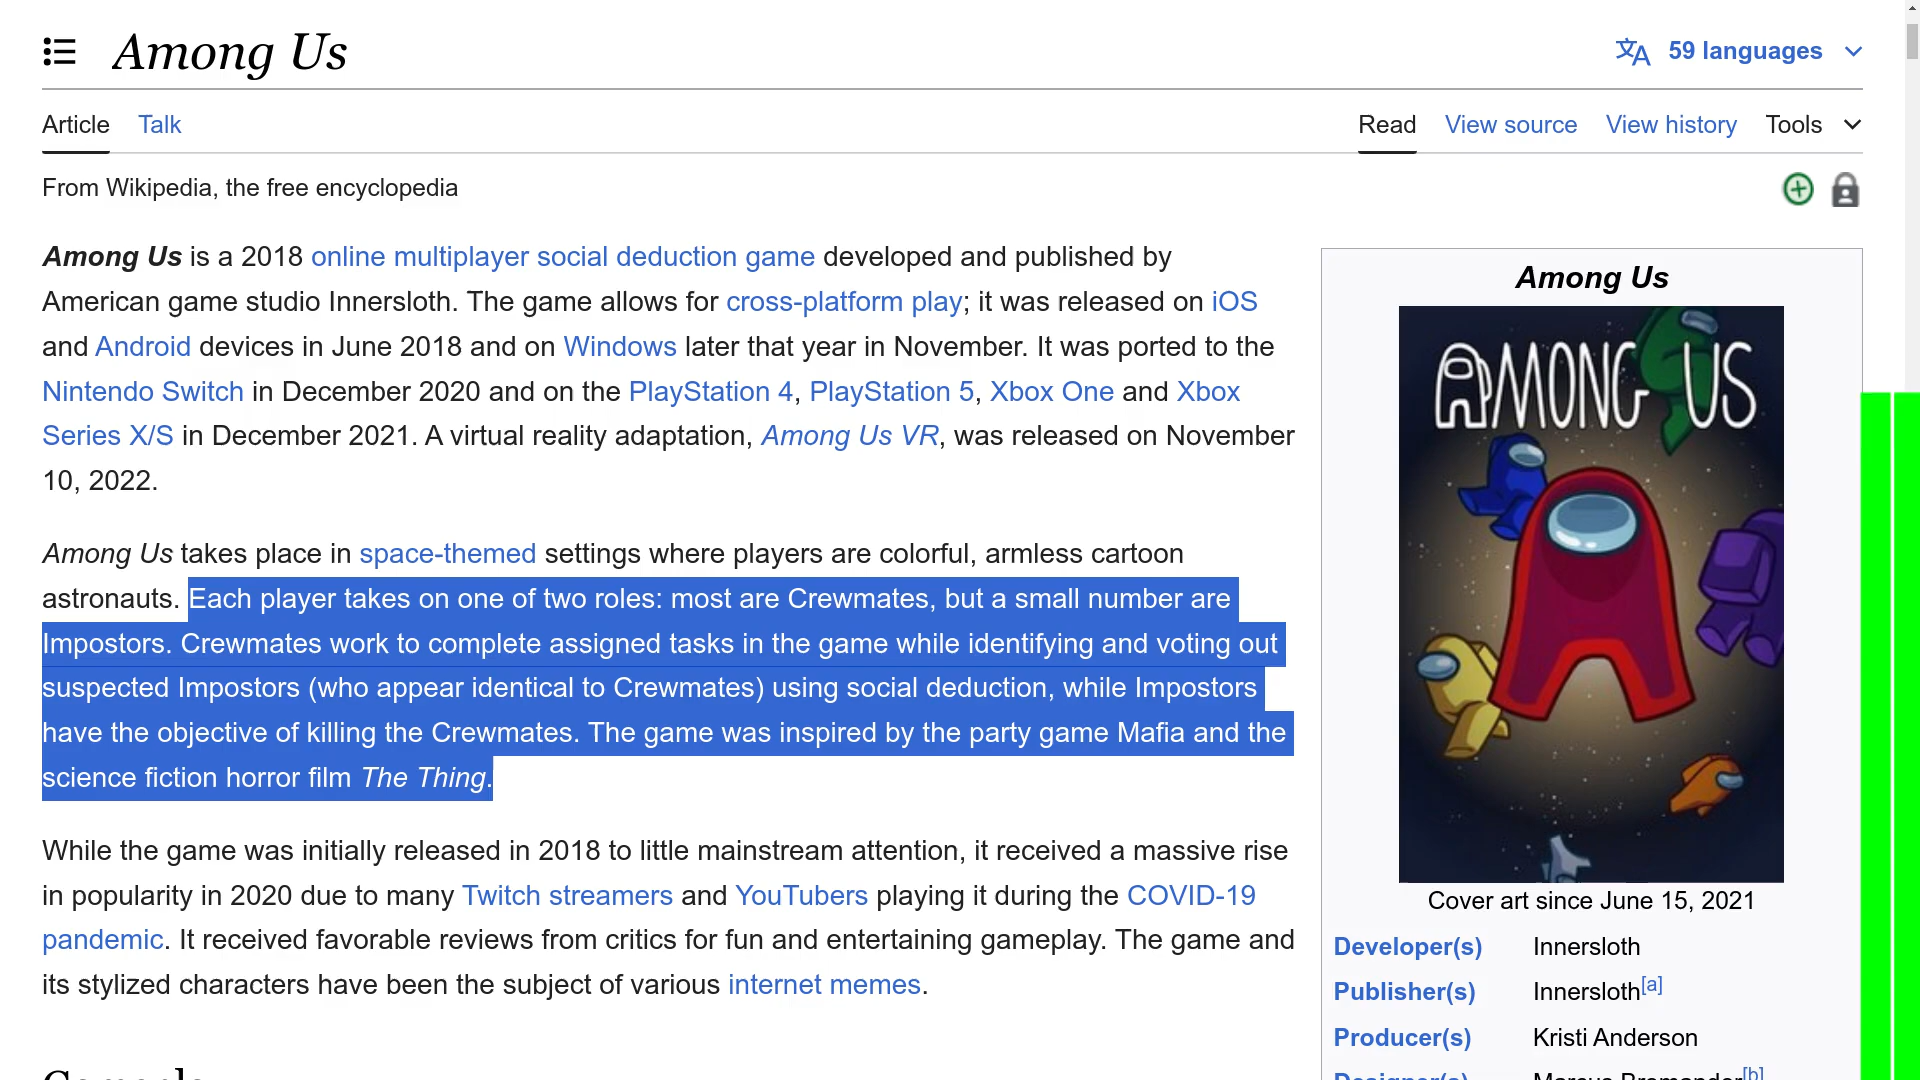 Among Us
59 languages
Article Talk
Read View source View history Tools
From Wikipedia, the free encyclopedia
Among Us is a 2018 online multiplayer social deduction game developed and published by
American game studio Innersloth. The game allows for cross-platform play; it was released on iOS
and Android devices in June 2018 and on Windows later that year in November. It was ported to the
Nintendo Switch in December 2020 and on the PlayStation 4, PlayStation 5, Xbox One and Xbox
Series X/S in December 2021. A virtual reality adaptation, Among Us VR, was released on November
10, 2022.
Among Us takes place in space-themed settings where players are colorful, armless cartoon
astronauts. Each player takes on one of two roles: most are Crewmates, but a small number are
Impostors. Crewmates work to complete assigned tasks in the game while identifying and voting out
suspected Impostors (who appear identical to Crewmates) using social deduction, while Impostors
have the objective of killing the Crewmates. The game was inspired by the party game Mafia and the
science fiction horror film The Thing.
While the game was initially released in 2018 to little mainstream attention, it received a massive rise
in popularity in 2020 due to many Twitch streamers and YouTubers playing it during the COVID-19
pandemic. It received favorable reviews from critics for fun and entertaining gameplay. The game and
its stylized characters have been the subject of various internet memes.
Among Us
AMONG US
Cover art since June 15, 2021
Developer(s) Innersloth
Publisher(s) Innersloth[a]
Producer(s) Kristi Anderson